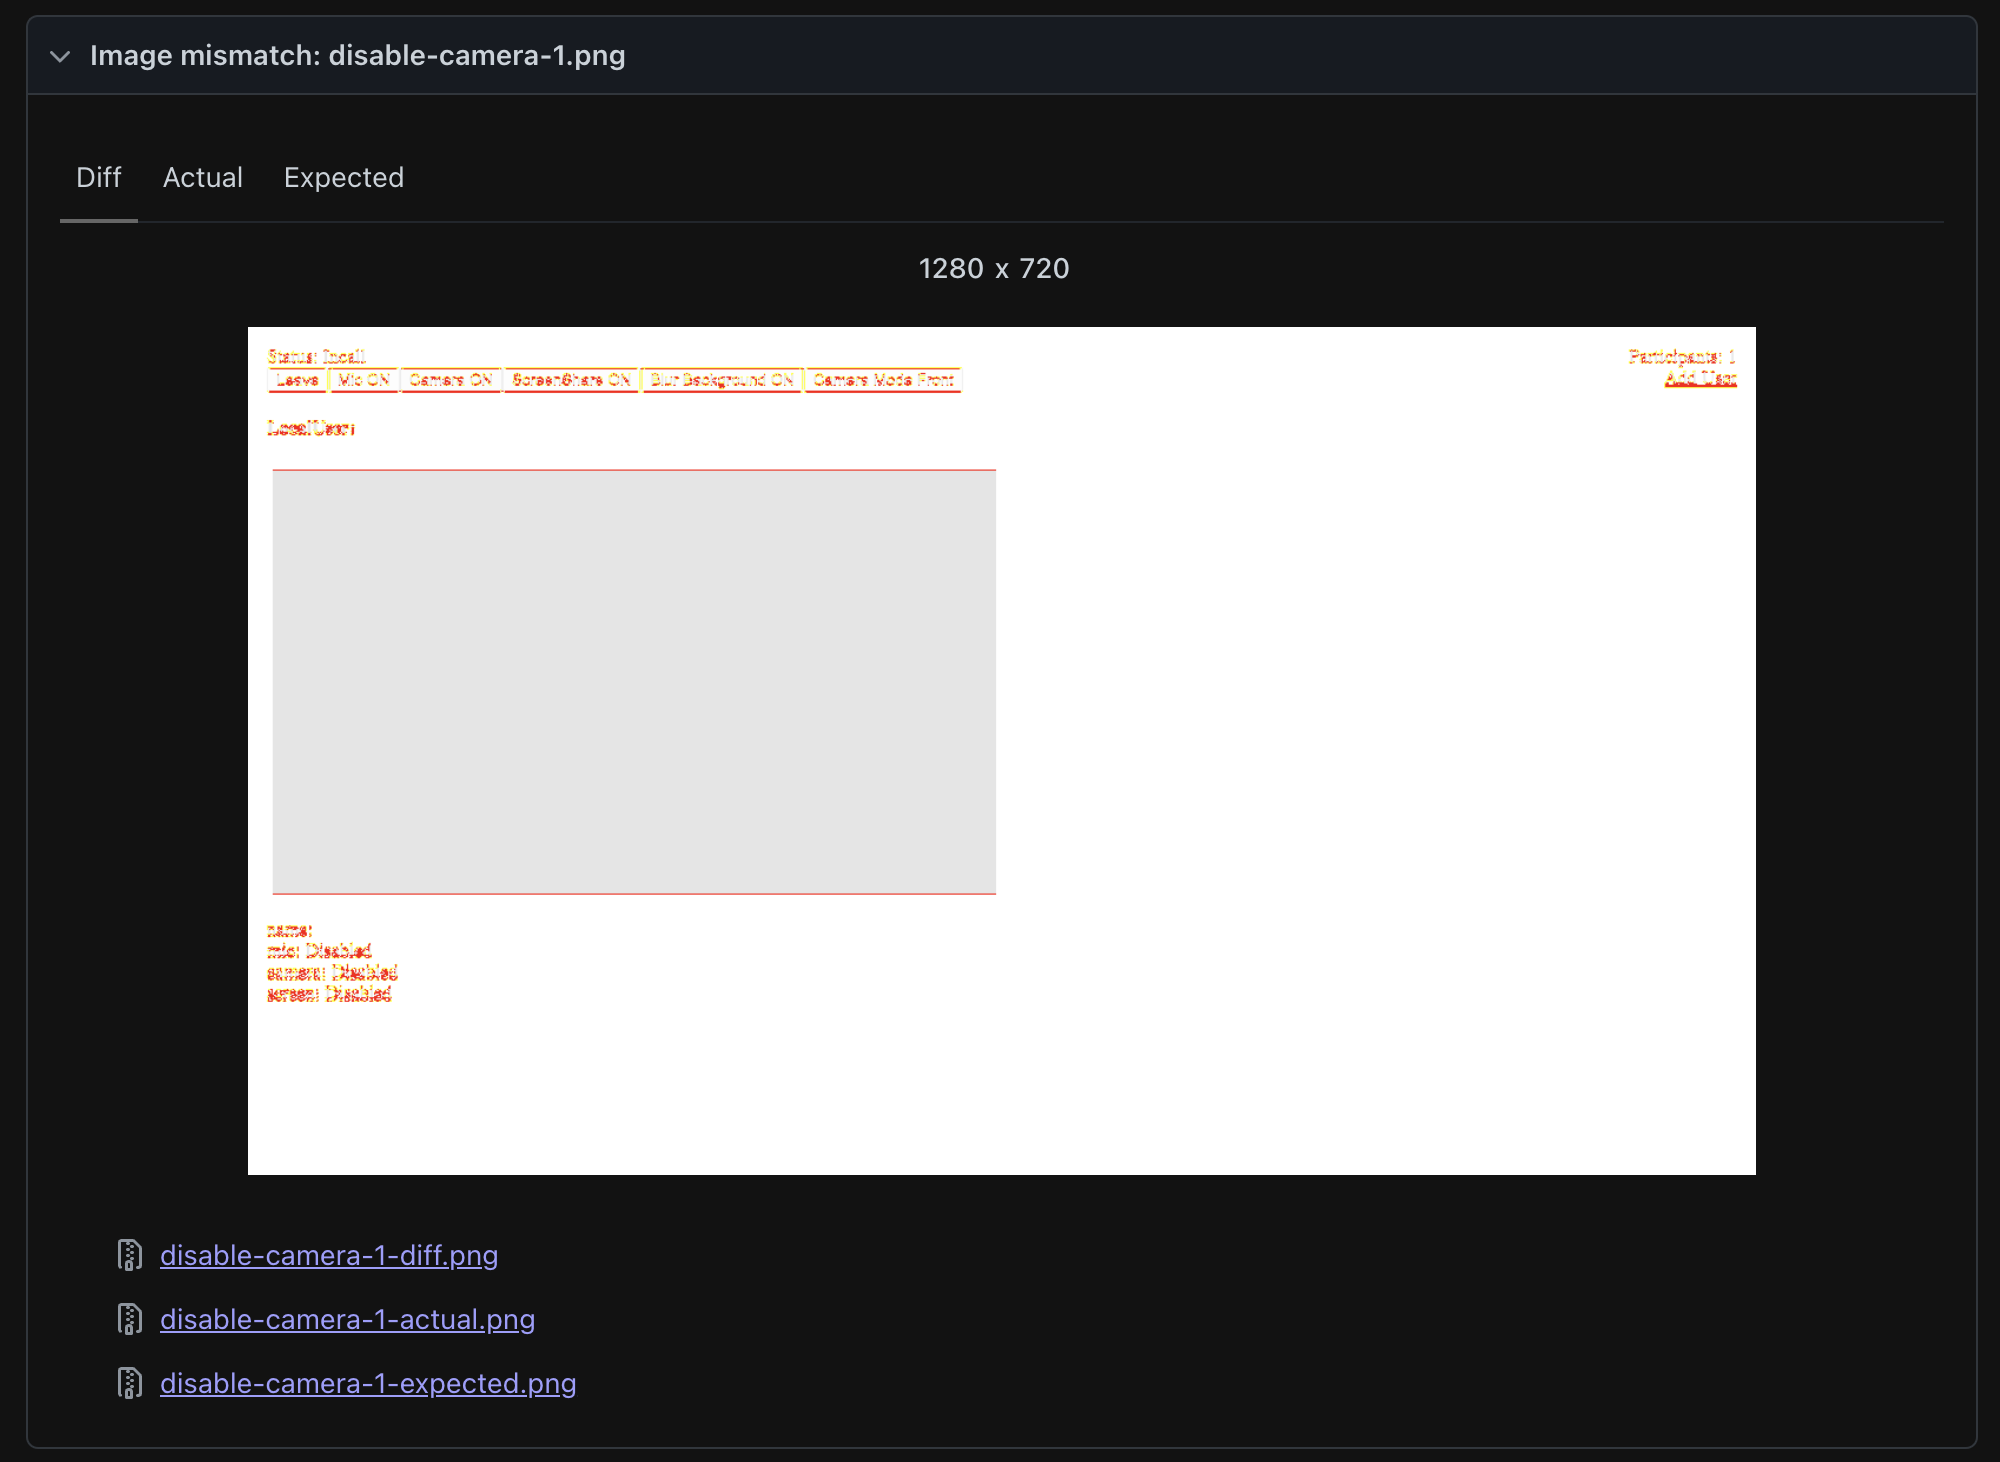 Image mismatch: disable-camera-1.png
Diff Actual Expected
1280 x 720
Status: Incall
Participants: 1
Leave Mic ON Camera ON ScreenShare ON Blur Background ON Camera Mode Front
Add User
LocalUser:
name:
mic: Disabled
camera: Disabled
screen: Disabled
disable-camera-1-diff.png
disable-camera-1-actual.png
disable-camera-1-expected.png